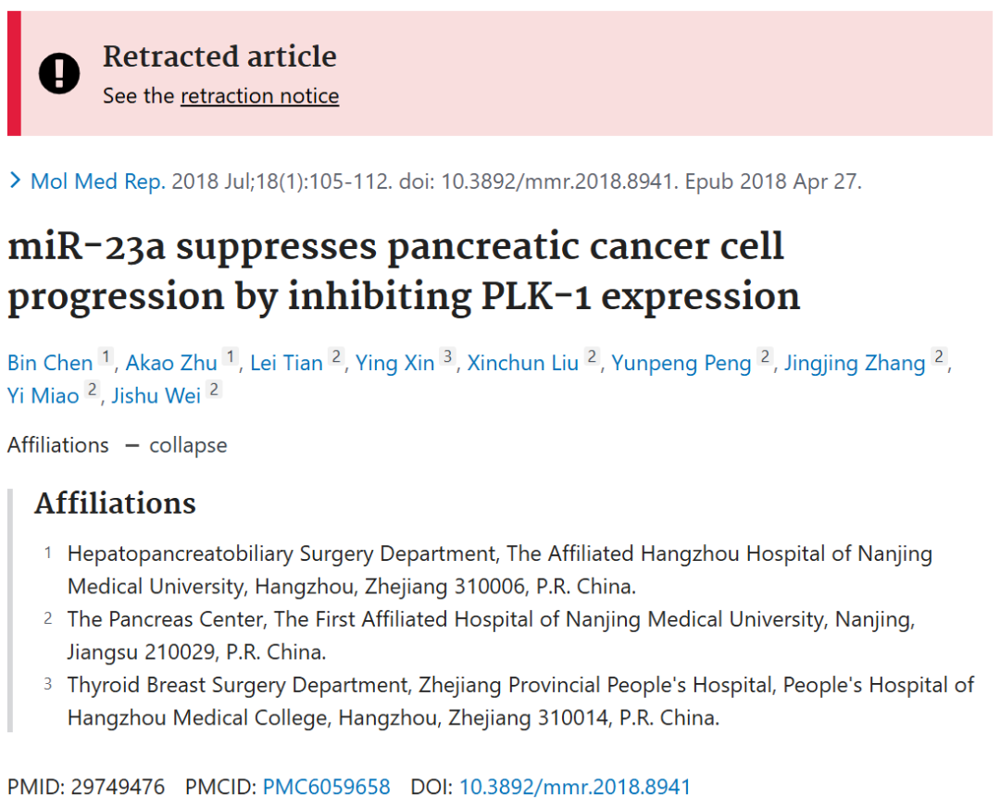 Retracted article
See the retraction notice
Mol Med Rep. 2018 Jul;18(1):105-112. doi: 10.3892/mmr.2018.8941. Epub 2018 Apr 27.
miR-23a suppresses pancreatic cancer cell
progression by inhibiting PLK-1 expression
Bin Chen 1, Akao Zhu 1, Lei Tian 2, Ying Xin 3, Xinchun Liu 2, Yunpeng Peng 2, Jingjing Zhang 2,
Yi Miao 2, Jishu Wei 2
Affiliations − collapse
Affiliations
1 Hepatopancreatobiliary Surgery Department, The Affiliated Hangzhou Hospital of Nanjing
Medical University, Hangzhou, Zhejiang 310006, P.R. China.
2 The Pancreas Center, The First Affiliated Hospital of Nanjing Medical University, Nanjing,
Jiangsu 210029, P.R. China.
3 Thyroid Breast Surgery Department, Zhejiang Provincial People's Hospital, People's Hospital of
Hangzhou Medical College, Hangzhou, Zhejiang 310014, P.R. China.
PMID: 29749476 PMCID: PMC6059658 DOI: 10.3892/mmr.2018.8941